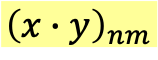 (x · y)ₙₘ